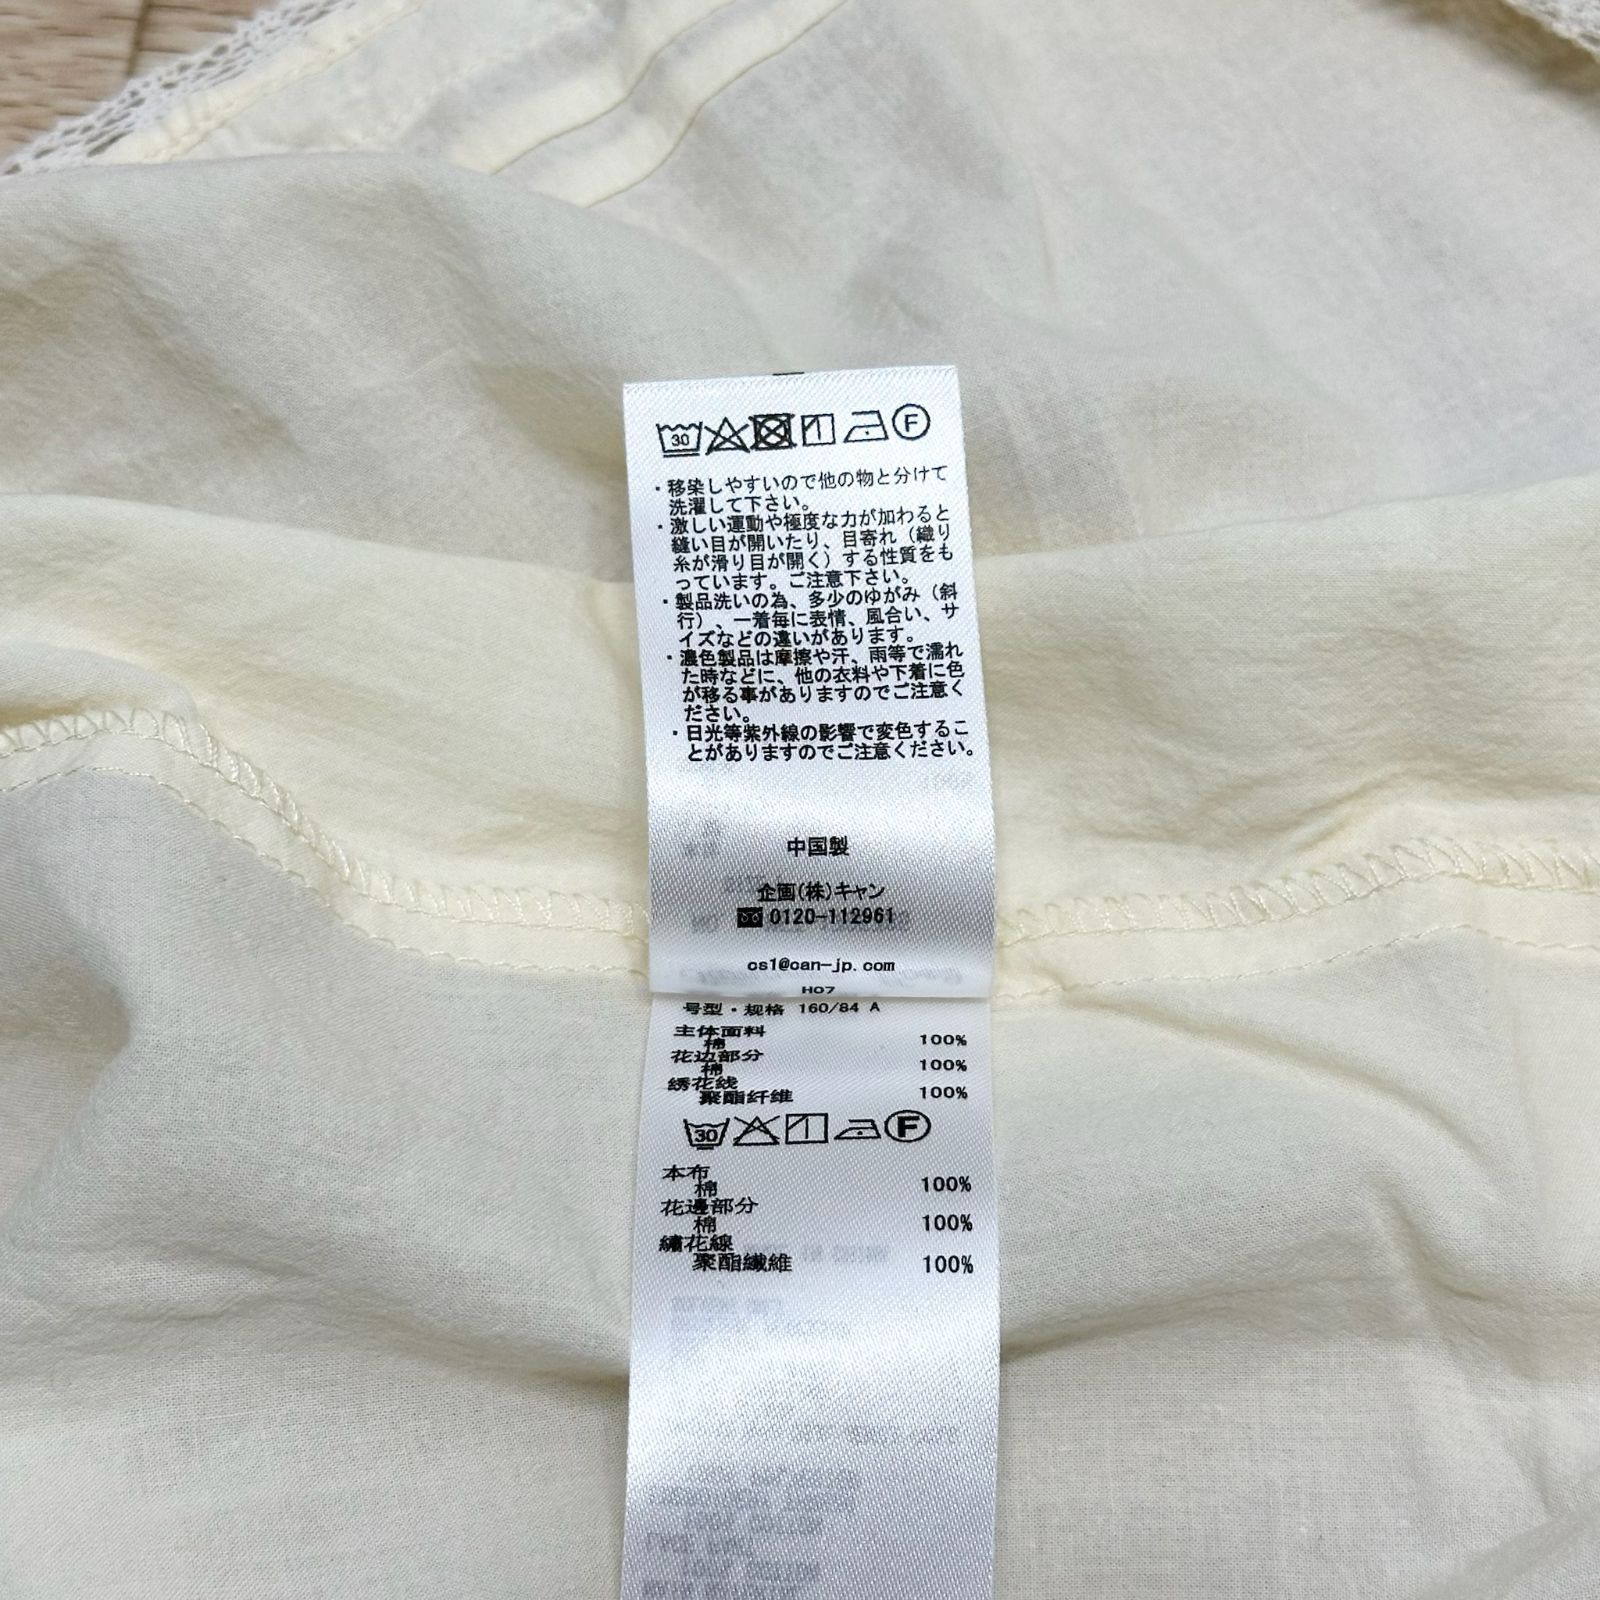 30 F
・移染しやすいので他の物と分けて
洗濯して下さい。
・激しい運動や極度な力が加わると
縫い目が開いたり、目寄れ（織り
糸が滑り目が開く）する性質をも
っています。ご注意下さい。
・製品洗いの為、多少のゆがみ（斜
行）、一着毎に表情、風合い、サ
イズなどの違いがあります。
・濃色製品は摩擦や汗、雨等で濡れ
た時などに、他の衣料や下着に色
が移る事がありますのでご注意く
ださい。
・日光等紫外線の影響で変色するこ
とがありますのでご注意ください。
中国製
企画(株)キャン
0120-112961
cs1@can-jp.com
H07
号型・规格 160/84 A
主体面料
棉 100%
花边部分
棉 100%
绣花线
聚酯纤维 100%
30 F
本布
棉 100%
花邊部分
棉 100%
繡花線
聚酯纖維 100%